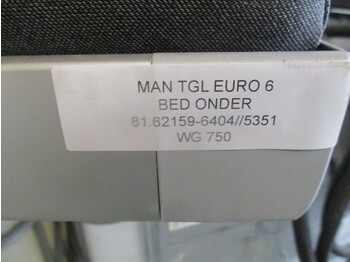 MAN TGL EURO 6
BED ONDER
81.62159-6404//5351
WG 750